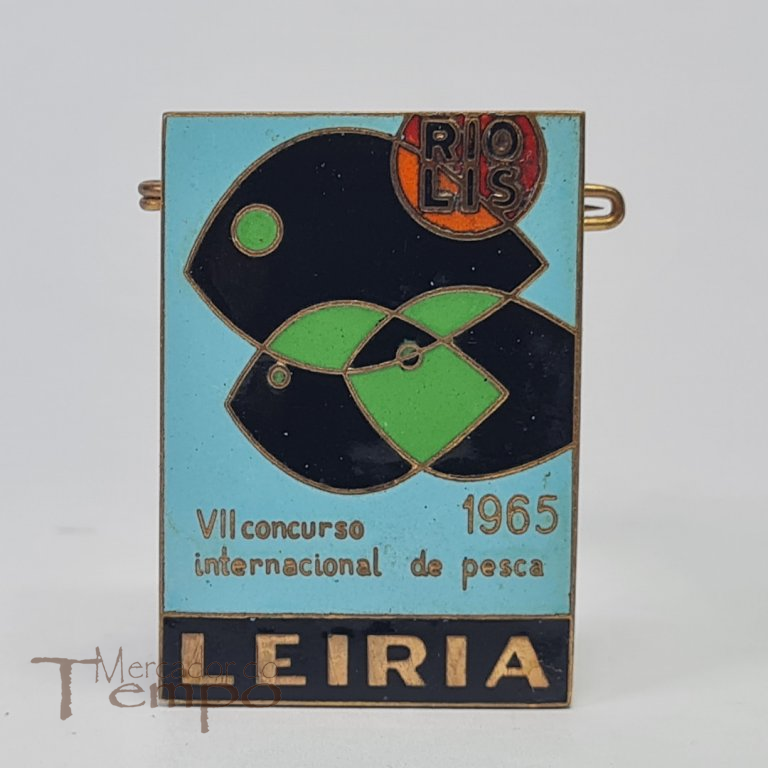 RIO
LIS
VII concurso 1965
internacional de pesca
LEIRIA
Mercador do
Tempo